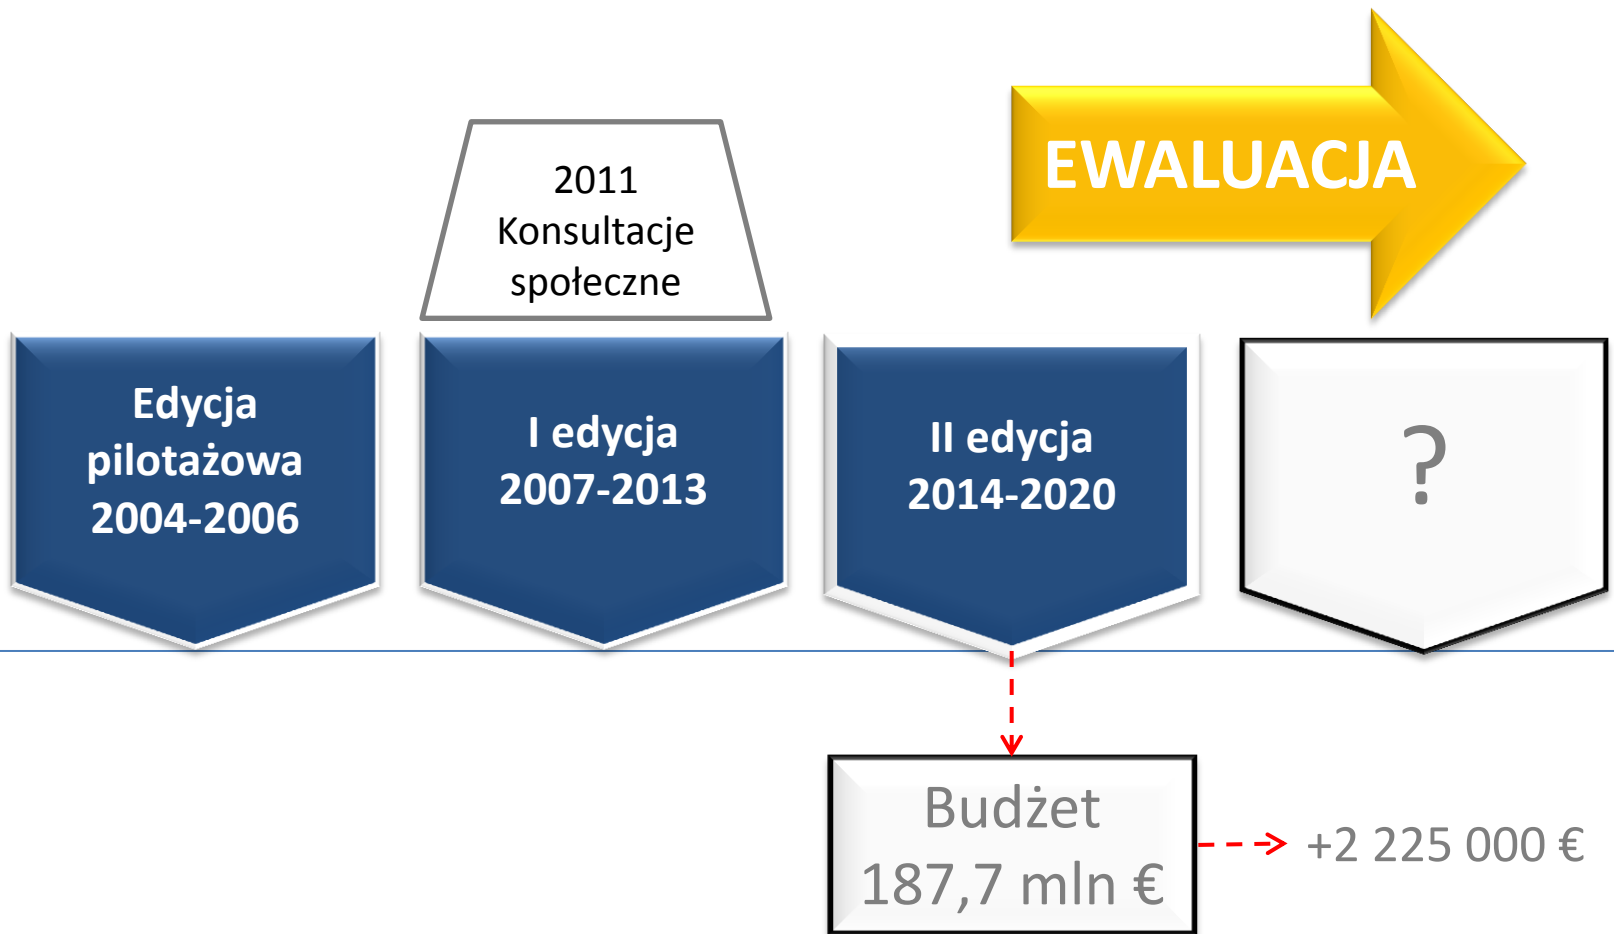 2011
Konsultacje
społeczne
EWALUACJA
Edycja
pilotażowa
2004-2006
I edycja
2007-2013
II edycja
2014-2020
?
Budżet
187,7 mln €
+2 225 000 €